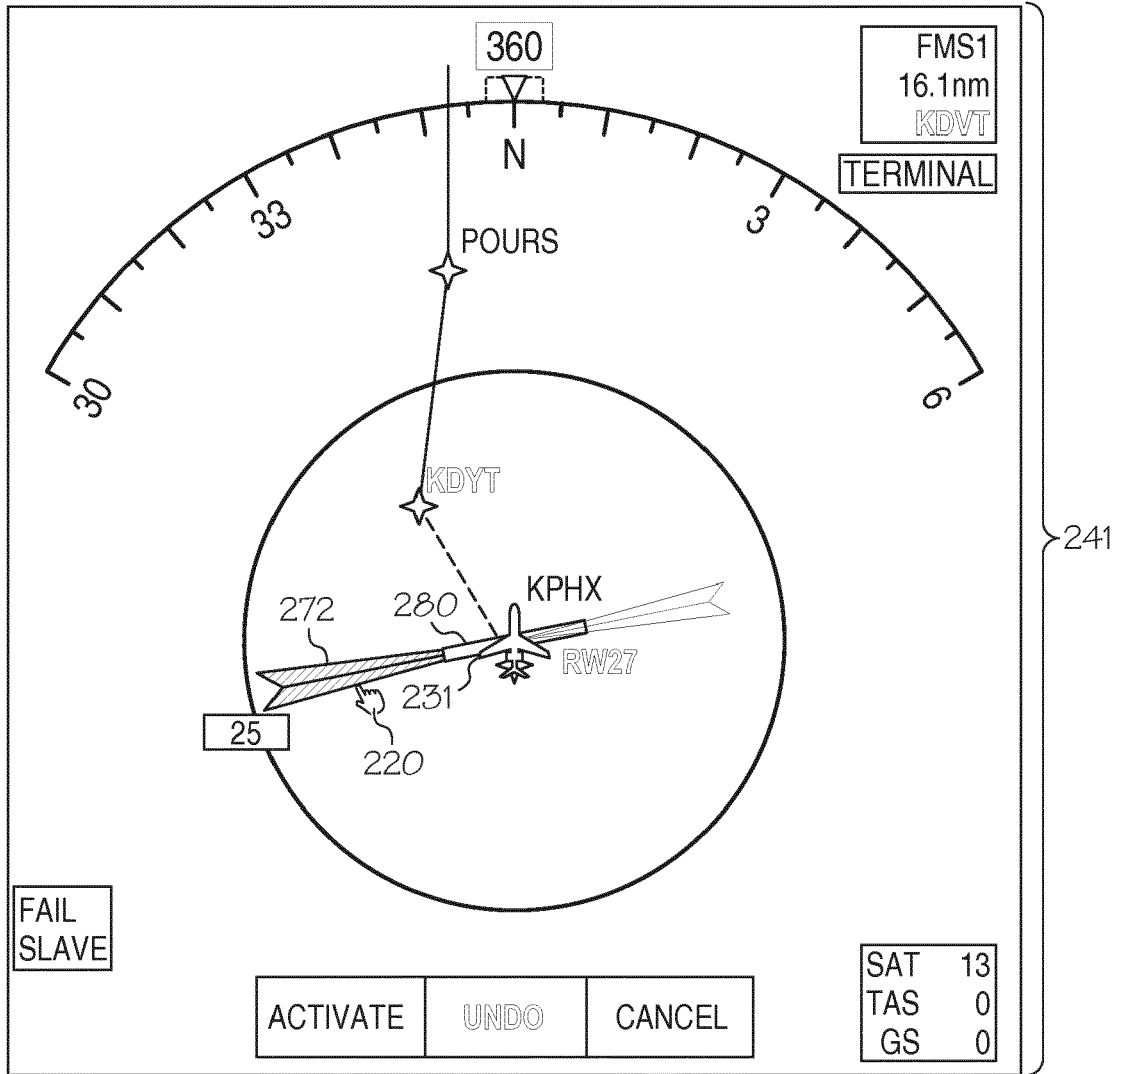 360
FMS1
16.1nm
KDVT
TERMINAL
N
33
3
30
6
POURS
KDYT
241
KPHX
272
280
RW27
231
25
220
FAIL
SLAVE
ACTIVATE
UNDO
CANCEL
SAT 13
TAS 0
GS 0